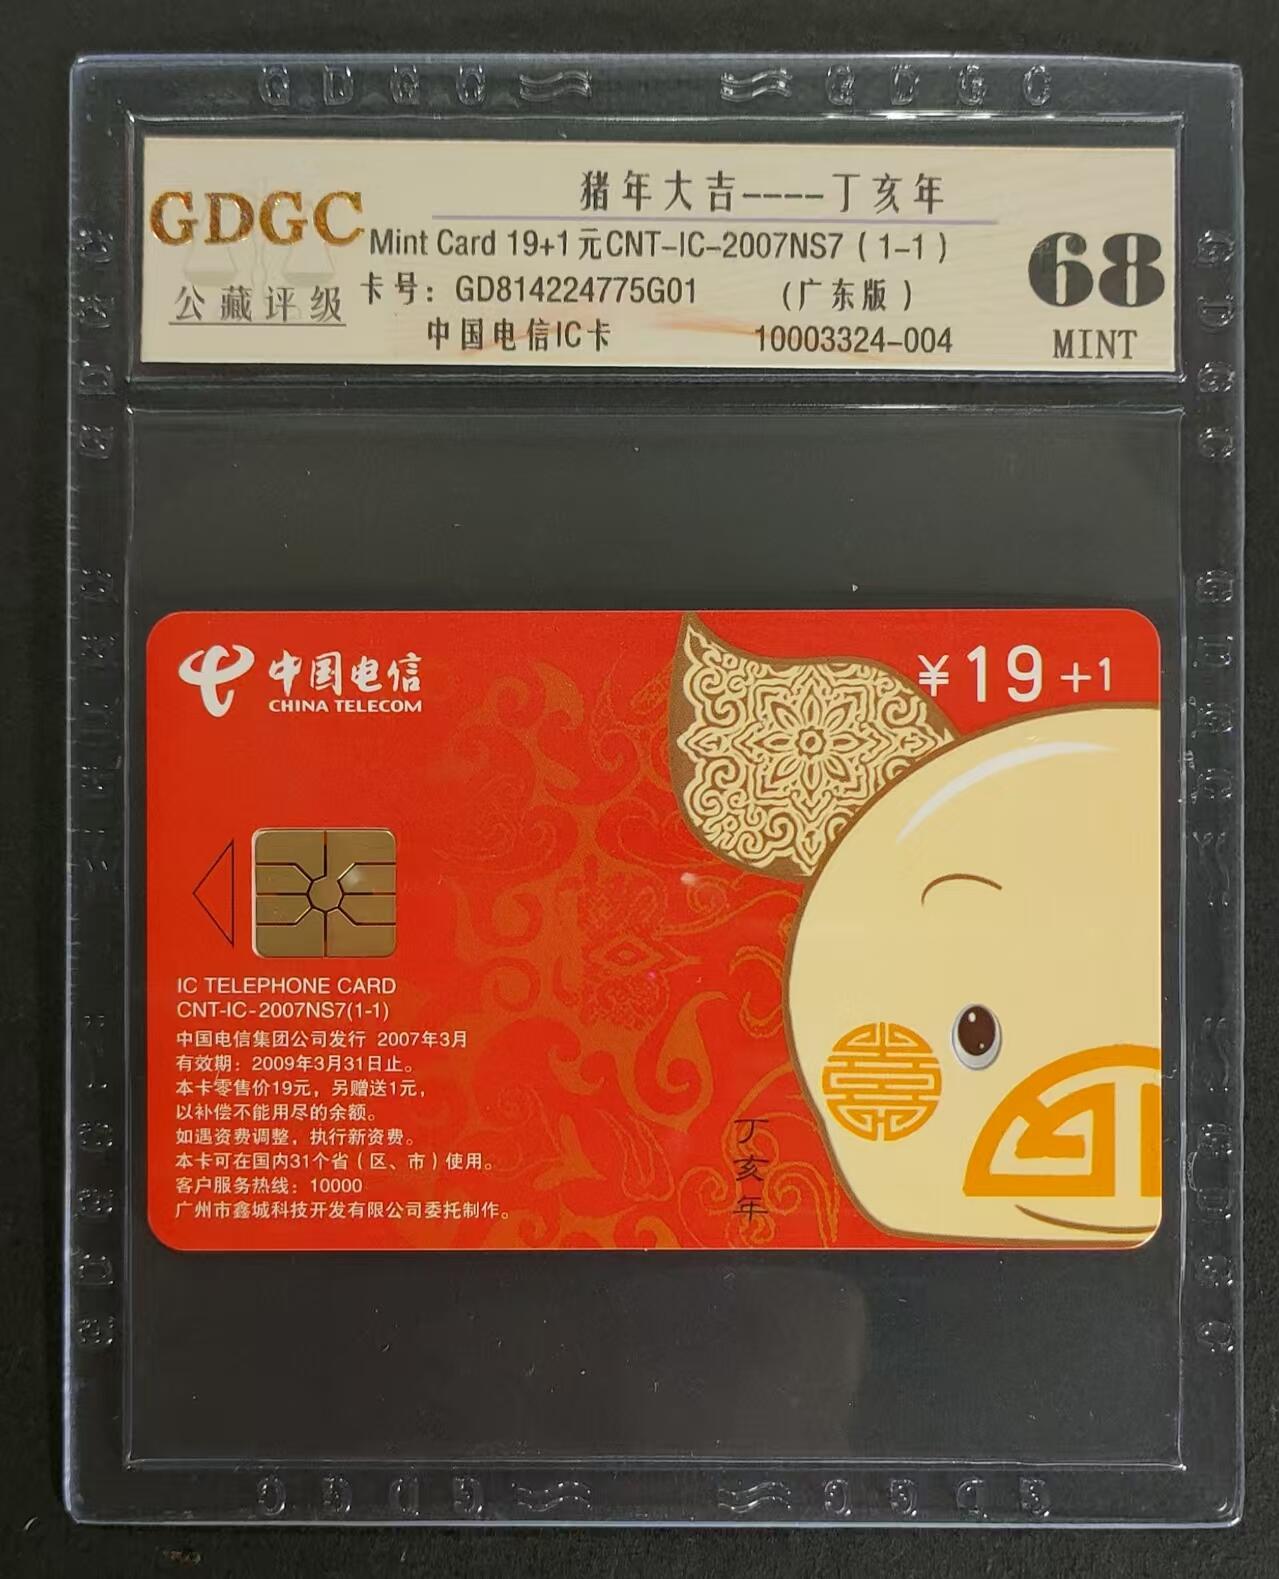 GDGC GDGC
GDGC
公藏评级
猪年大吉----丁亥年
Mint Card 19+1元CNT-IC-2007NS7（1-1）
卡号：GD814224775G01 （广东版）
中国电信IC卡 10003324-004
68
MINT
中国电信
CHINA TELECOM
¥19+1
IC TELEPHONE CARD
CNT-IC-2007NS7(1-1)
中国电信集团公司发行 2007年3月
有效期：2009年3月31日止。
本卡零售价19元，另赠送1元，
以补偿不能用尽的余额。
如遇资费调整，执行新资费。
本卡可在国内31个省（区、市）使用。
客户服务热线：10000
广州市鑫城科技开发有限公司委托制作。
丁亥年